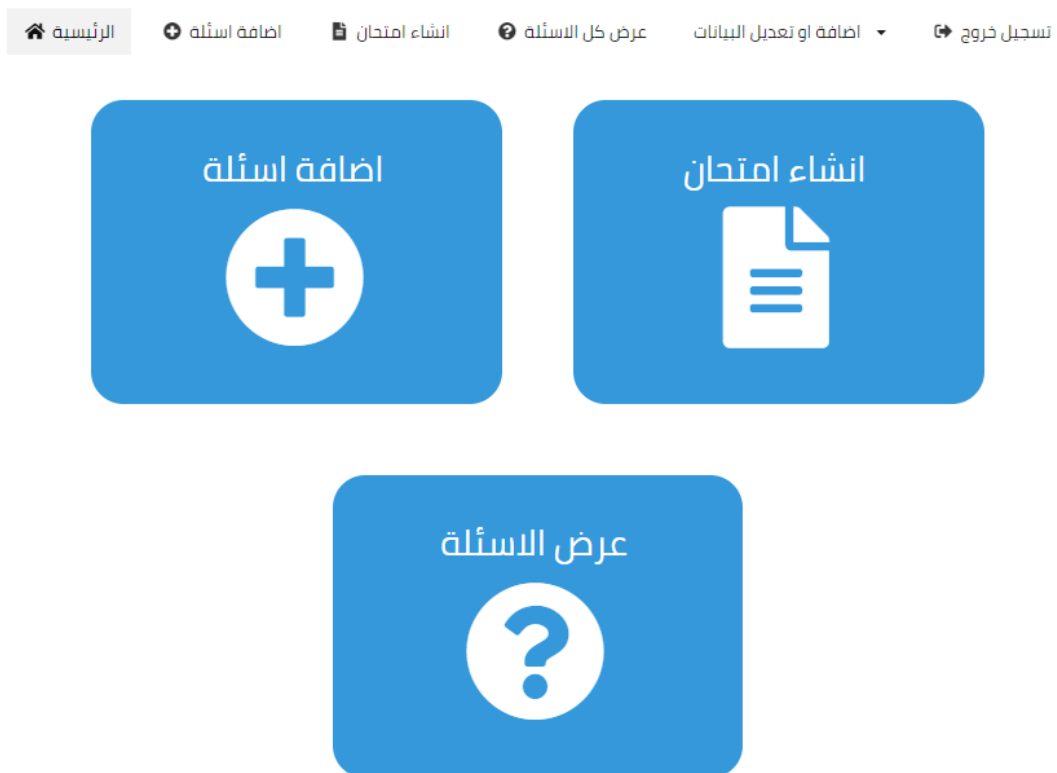 الرئيسية
اضافة اسئلة
انشاء امتحان
عرض كل الاسئلة
اضافة او تعديل البيانات
تسجيل خروج
اضافة اسئلة
انشاء امتحان
عرض الاسئلة